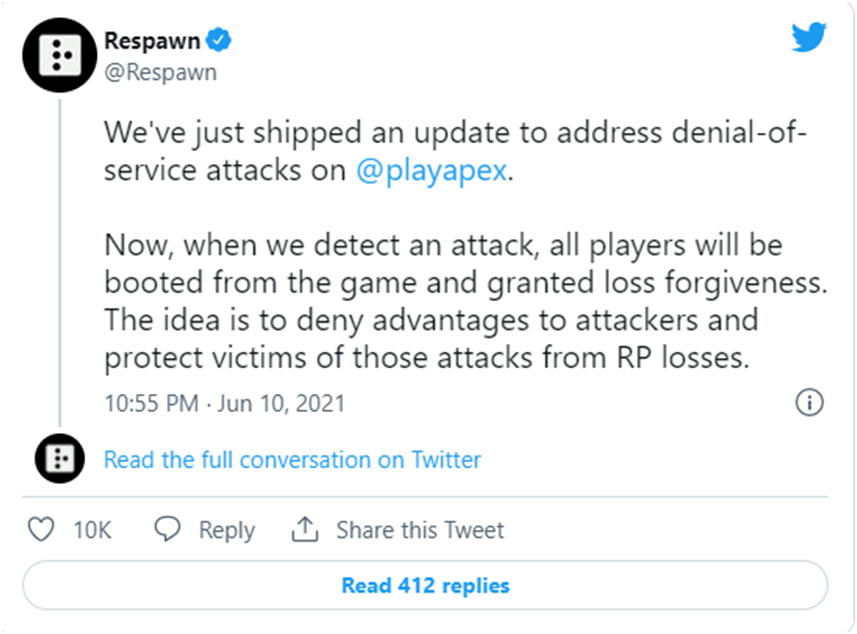 Respawn
@Respawn
We've just shipped an update to address denial-of-
service attacks on @playapex.
Now, when we detect an attack, all players will be
booted from the game and granted loss forgiveness.
The idea is to deny advantages to attackers and
protect victims of those attacks from RP losses.
10:55 PM · Jun 10, 2021
Read the full conversation on Twitter
10K Reply Share this Tweet
Read 412 replies